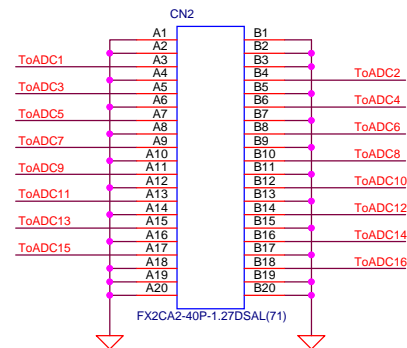 CN2
A1 B1
A2 B2
ToADC1 A3 B3
A4 B4 ToADC2
ToADC3 A5 B5
A6 B6 ToADC4
ToADC5 A7 B7
A8 B8 ToADC6
ToADC7 A9 B9
A10 B10 ToADC8
ToADC9 A11 B11
A12 B12 ToADC10
ToADC11 A13 B13
A14 B14 ToADC12
ToADC13 A15 B15
A16 B16 ToADC14
ToADC15 A17 B17
A18 B18 ToADC16
A19 B19
A20 B20
FX2CA2-40P-1.27DSAL(71)